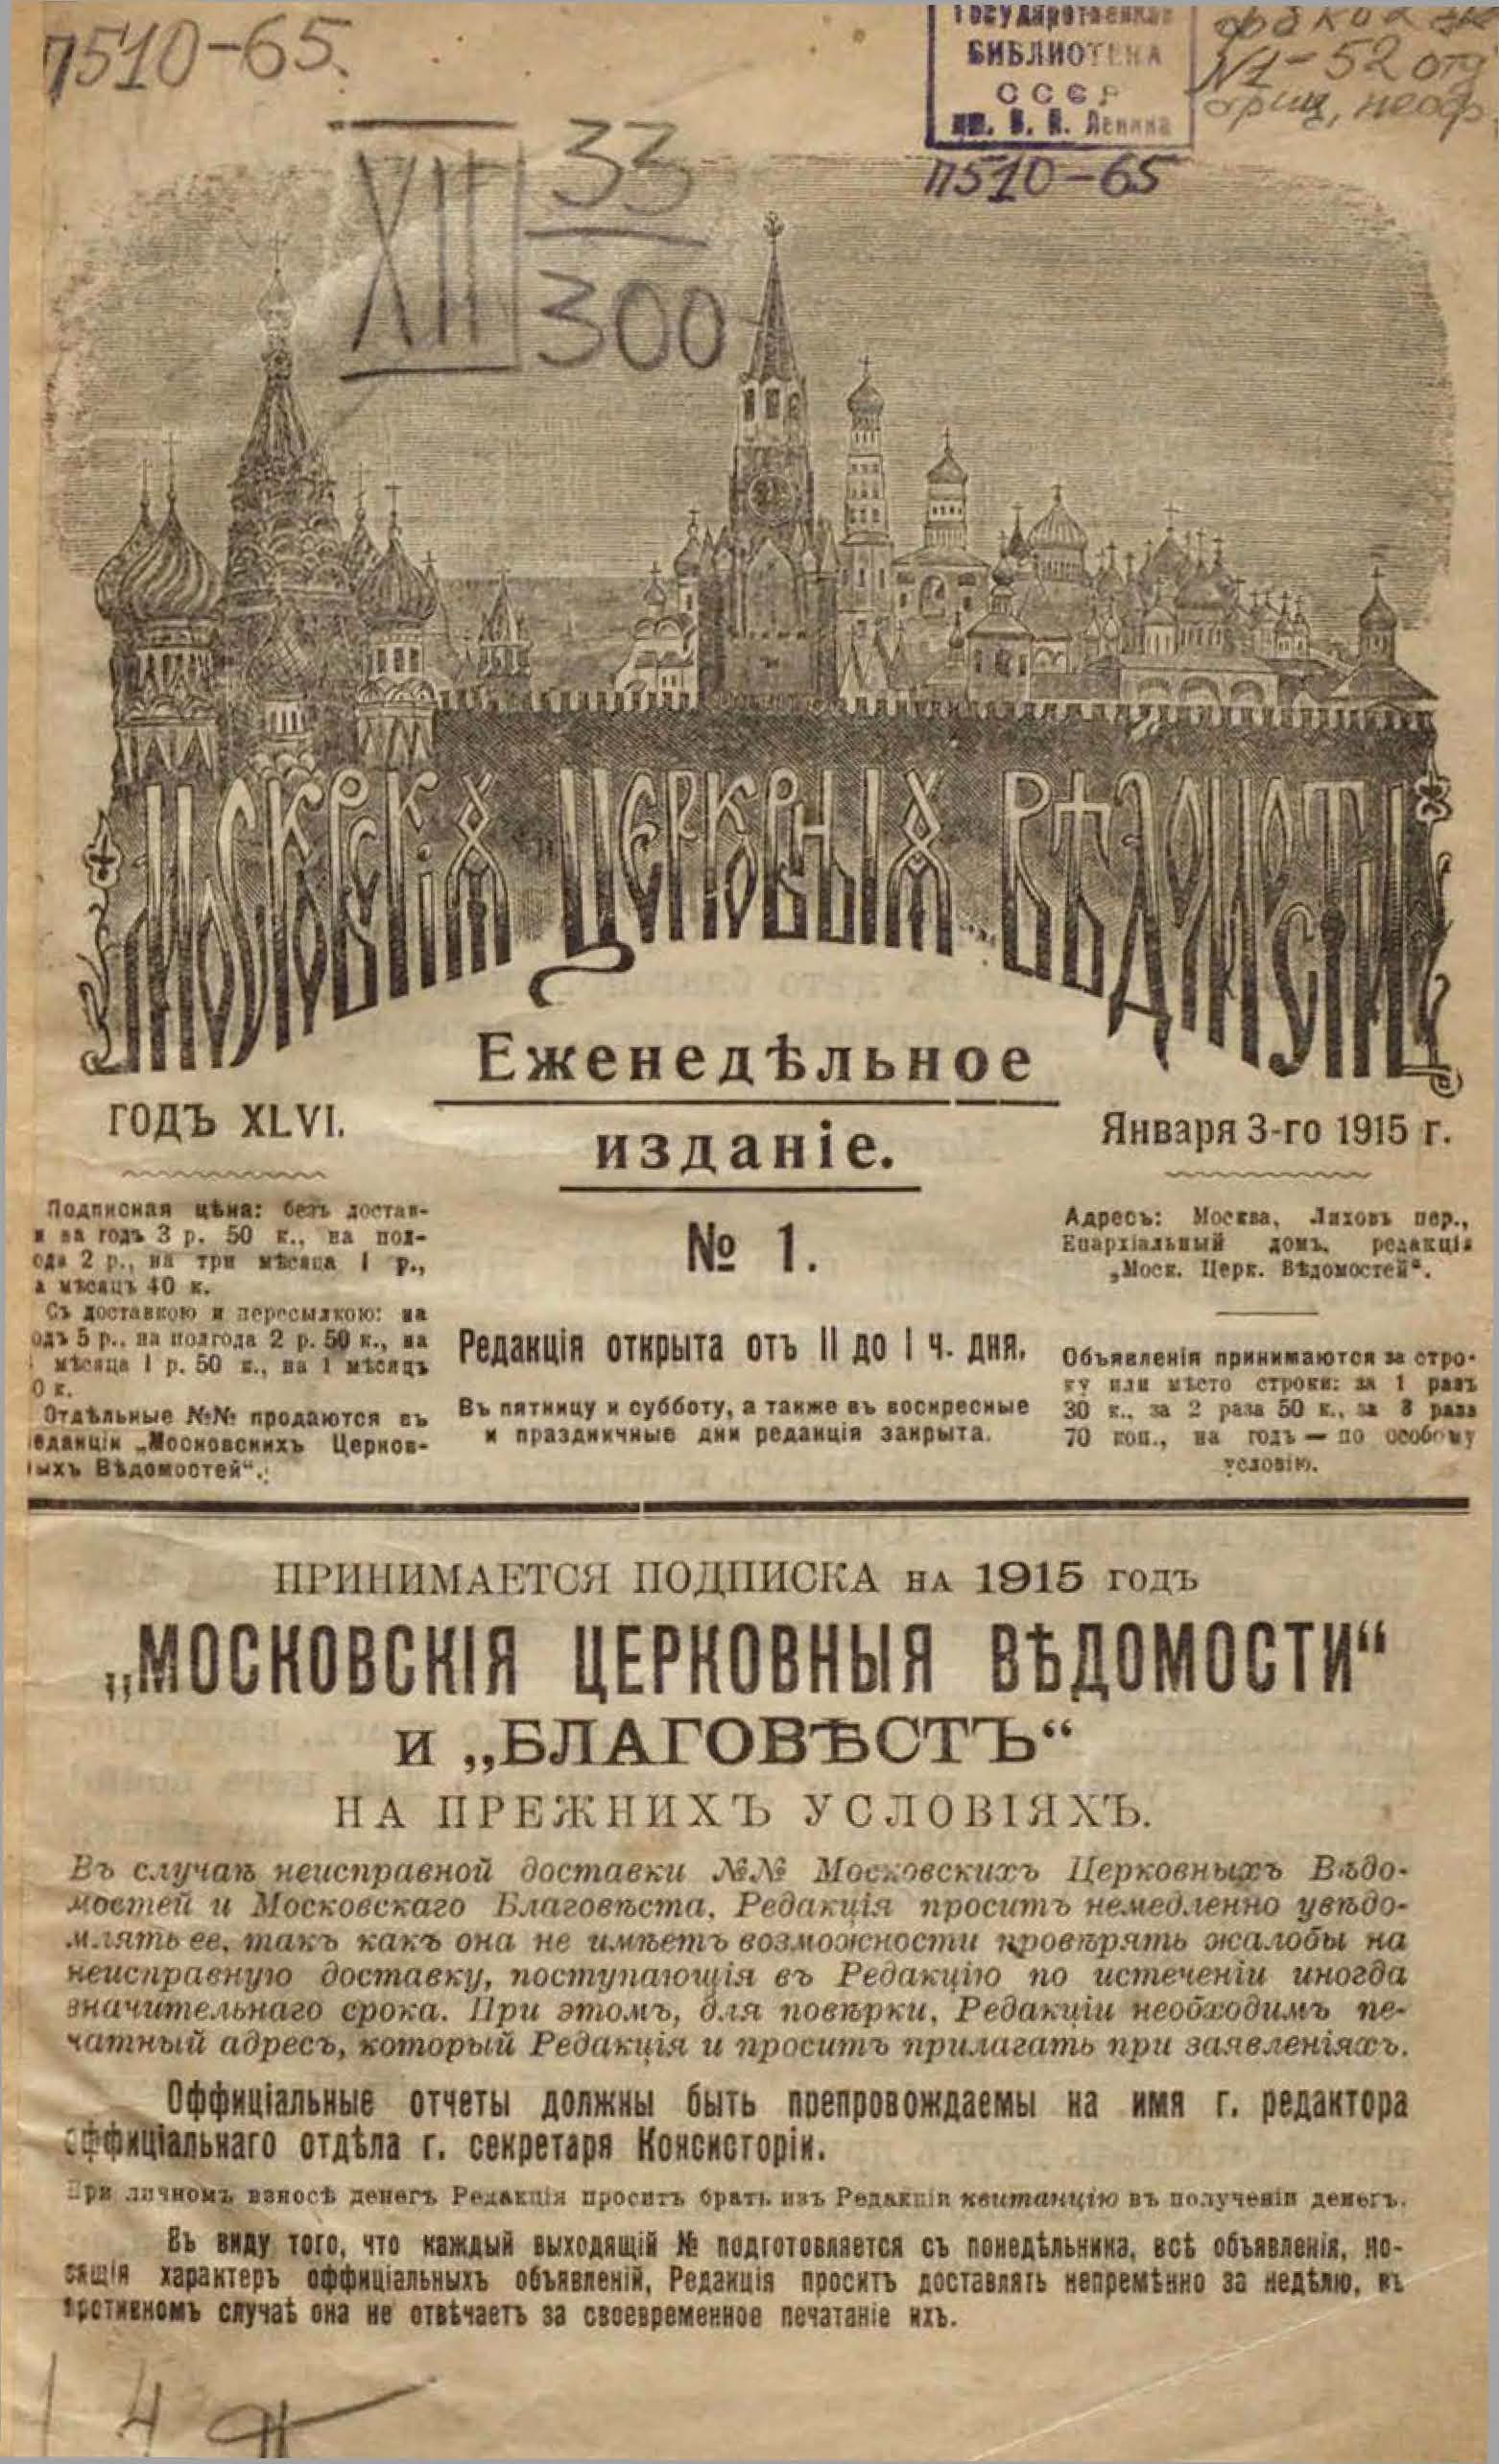 П510-65.
Государственная
БИБЛИОТЕКА
СССР
им. В. И. Ленина
П510-65
№1-52 отд
XII 33
300
МОСКОВСКІЯ ЦЕРКОВНЫЯ ВѢДОМОСТИ
Еженедѣльное
изданіе.
ГОДЪ XLVI.
Января 3-го 1915 г.
Подписная цѣна: безъ достав-
и на годъ 3 р. 50 к., на пол-
ода 2 р., на три мѣсяца 1 р.,
а мѣсяцъ 40 к.
Съ доставкою и пересылкою: на
одъ 5 р., на полгода 2 р. 50 к., на
мѣсяца 1 р. 50 к., на 1 мѣсяцъ
0 к.
Отдѣльные №№ продаются въ
едакціи „Московскихъ Церков-
ыхъ Вѣдомостей“.
№ 1.
Редакція открыта отъ II до I ч. дня.
Въ пятницу и субботу, а также въ воскресные
и праздничные дни редакція закрыта.
Адресъ: Москва, Лиховъ пер.,
Епархіальный домъ, редакція
„Моск. Церк. Вѣдомостей“.
Объявленія принимаются за стро-
ку или мѣсто строки: за 1 разъ
30 к., за 2 раза 50 к., за 3 раза
70 коп., на годъ — по особому
условію.
ПРИНИМАЕТСЯ ПОДПИСКА НА 1915 годъ
„МОСКОВСКІЯ ЦЕРКОВНЫЯ ВѢДОМОСТИ“
и „БЛАГОВѢСТЪ“
НА ПРЕЖНИХЪ УСЛОВІЯХЪ.
Въ случаѣ неисправной доставки №№ Московскихъ Церковныхъ Вѣдо-
мостей и Московскаго Благовѣста, Редакція проситъ немедленно увѣдо-
млять ее, такъ какъ она не имѣетъ возможности провѣрять жалобы на
неисправную доставку, поступающія въ Редакцію по истеченіи иногда
значительнаго срока. При этомъ, для повѣрки, Редакціи необходимъ пе-
чатный адресъ, который Редакція и проситъ прилагать при заявленіяхъ.
Оффиціальные отчеты должны быть препровождаемы на имя г. редактора
оффиціальнаго отдѣла г. секретаря Консисторіи.
При личномъ взносѣ денегъ Редакція проситъ брать изъ Редакціи квитанцію въ полученіи денегъ.
Въ виду того, что каждый выходящій № подготовляется съ понедѣльника, всѣ объявленія, но-
сящія характеръ оффиціальныхъ объявленій, Редакція проситъ доставлять непремѣнно за недѣлю, въ
противномъ случаѣ она не отвѣчаетъ за своевременное печатаніе ихъ.